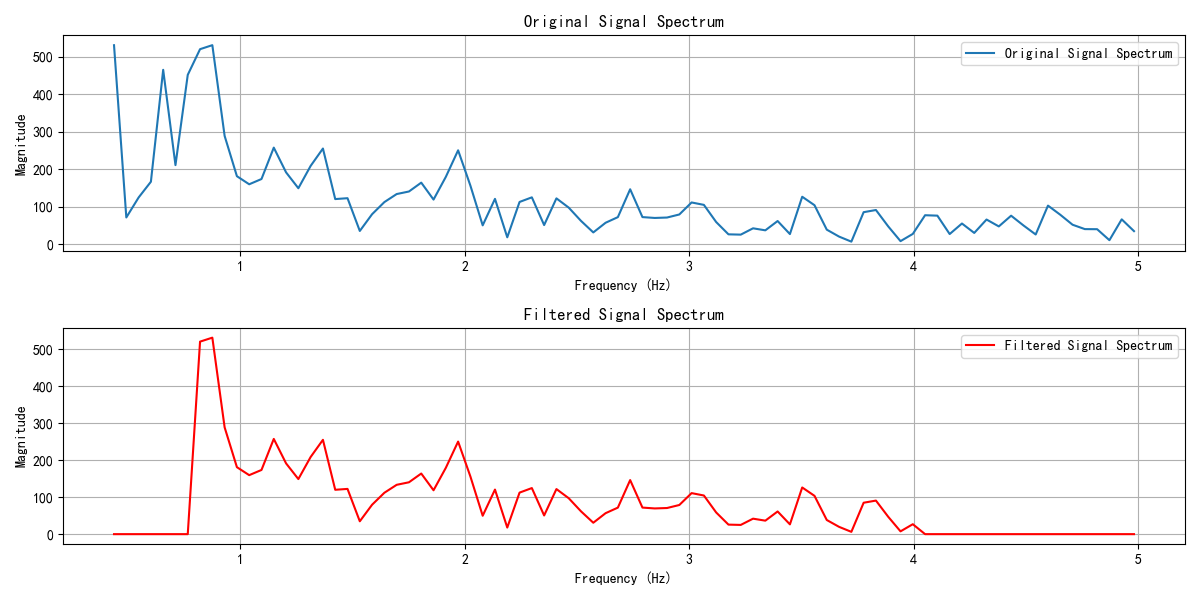 Original Signal Spectrum
Original Signal Spectrum
500
400
300
200
100
0
Magnitude
1 2 3 4 5
Frequency (Hz)
Filtered Signal Spectrum
Filtered Signal Spectrum
500
400
300
200
100
0
Magnitude
1 2 3 4 5
Frequency (Hz)